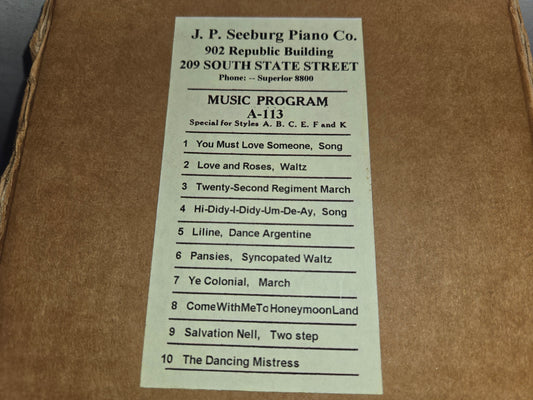 J. P. Seeburg Piano Co.
902 Republic Building
209 SOUTH STATE STREET
Phone: -- Superior 8800
MUSIC PROGRAM
A-113
Special for Styles A. B. C. E. F and K
1 You Must Love Someone, Song
2 Love and Roses, Waltz
3 Twenty-Second Regiment March
4 Hi-Didy-I-Didy-Um-De-Ay, Song
5 Liline, Dance Argentine
6 Pansies, Syncopated Waltz
7 Ye Colonial, March
8 ComeWithMeToHoneymoonLand
9 Salvation Nell, Two step
10 The Dancing Mistress